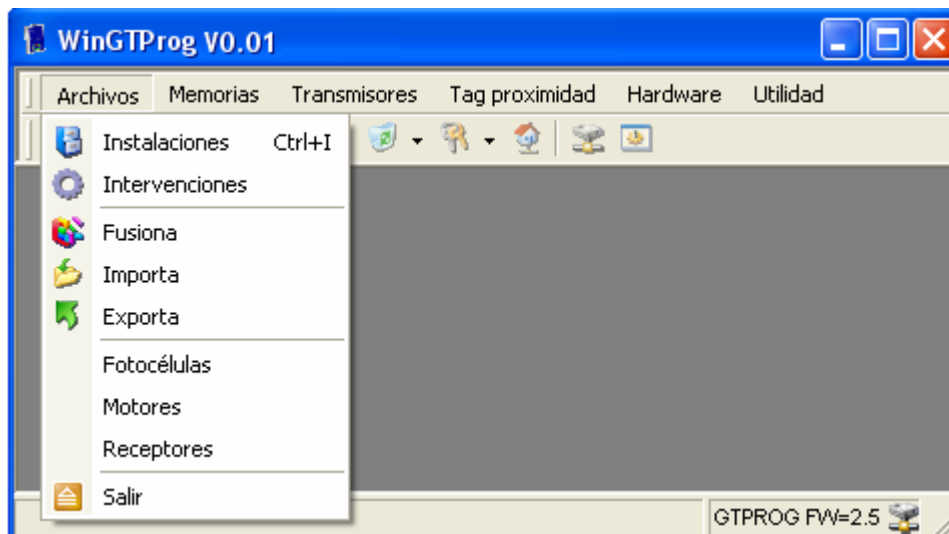 WinGTProg V0.01
Archivos Memorias Transmisores Tag proximidad Hardware Utilidad
Instalaciones Ctrl+I
Intervenciones
Fusiona
Importa
Exporta
Fotocélulas
Motores
Receptores
Salir
GTPROG FW=2.5